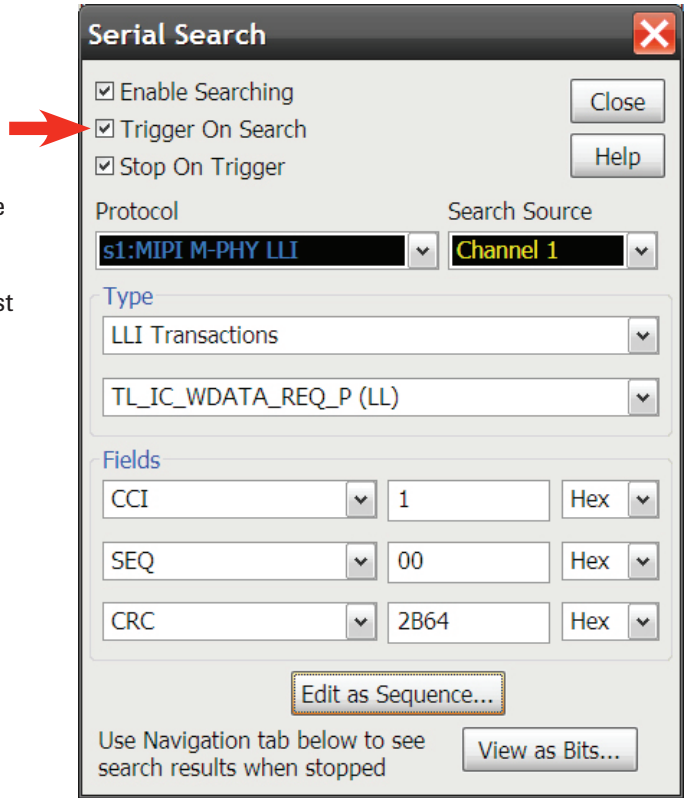 Serial Search
Enable Searching
Close
Trigger On Search
Help
Stop On Trigger
Protocol Search Source
s1:MIPI M-PHY LLI Channel 1
Type
LLI Transactions
TL_IC_WDATA_REQ_P (LL)
Fields
CCI 1 Hex
SEQ 00 Hex
CRC 2B64 Hex
Edit as Sequence...
Use Navigation tab below to see
search results when stopped
View as Bits...